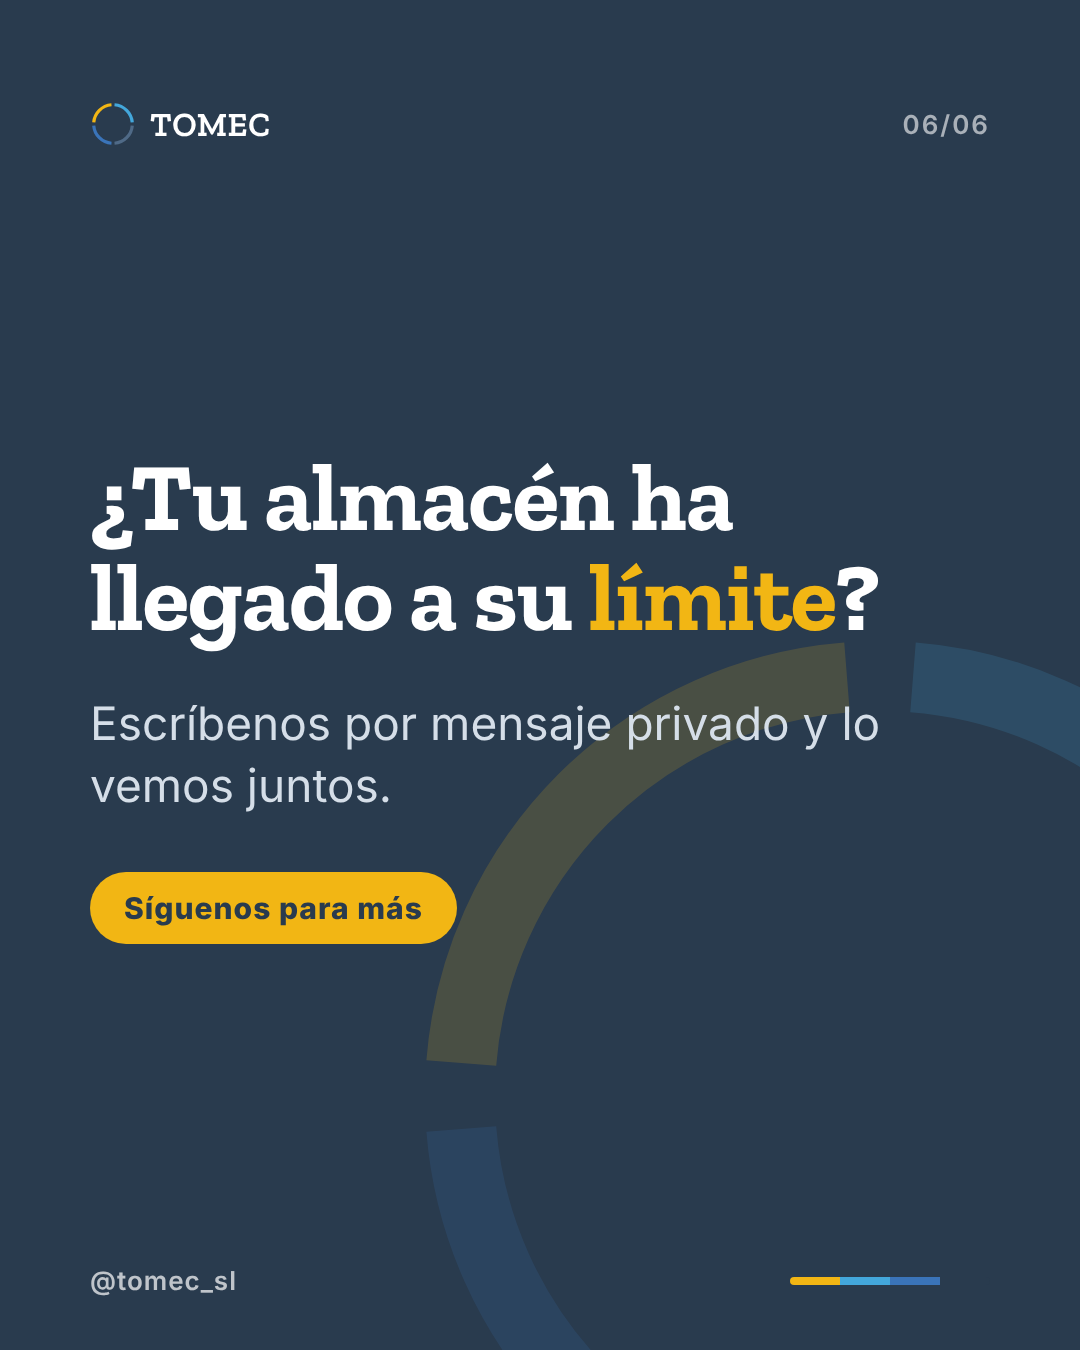 TOMEC
06/06
¿Tu almacén ha
llegado a su límite?
Escríbenos por mensaje privado y lo
vemos juntos.
Síguenos para más
@tomec_sl